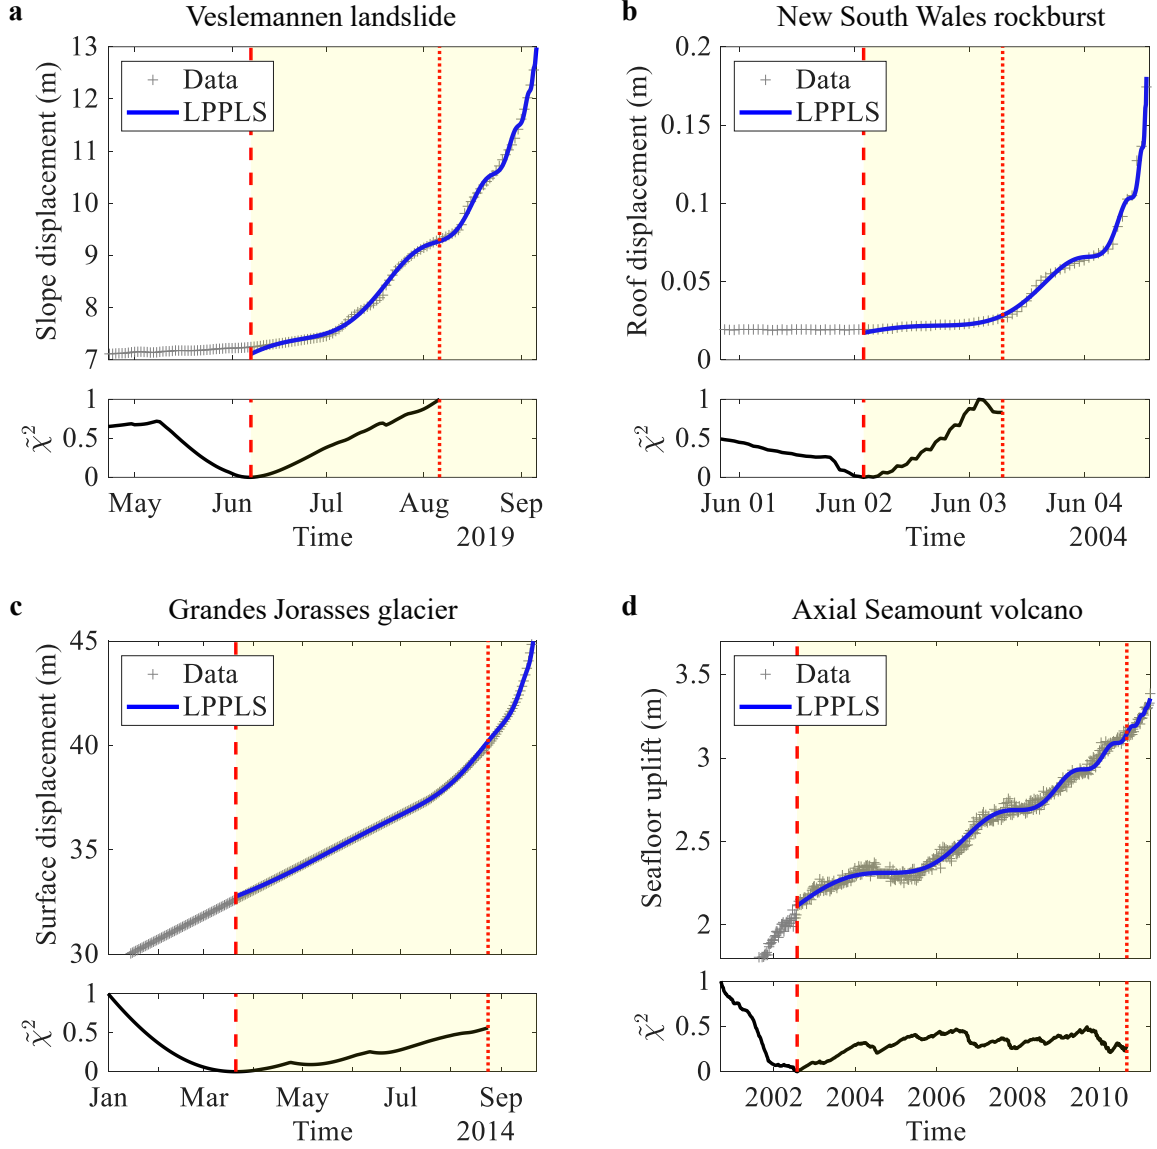 a Veslemannen landslide
13
12
11
10
9
8
7
Slope displacement (m)
Data
LPPLS
1
0.5
0
χ̃²
May Jun Jul Aug Sep
Time 2019
b New South Wales rockburst
0.2
0.15
0.1
0.05
0
Roof displacement (m)
Data
LPPLS
1
0.5
0
χ̃²
Jun 01 Jun 02 Jun 03 Jun 04
Time 2004
c Grandes Jorasses glacier
45
40
35
30
Surface displacement (m)
Data
LPPLS
1
0.5
0
χ̃²
Jan Mar May Jul Sep
Time 2014
d Axial Seamount volcano
3.5
3
2.5
2
Seafloor uplift (m)
Data
LPPLS
1
0.5
0
χ̃²
2002 2004 2006 2008 2010
Time